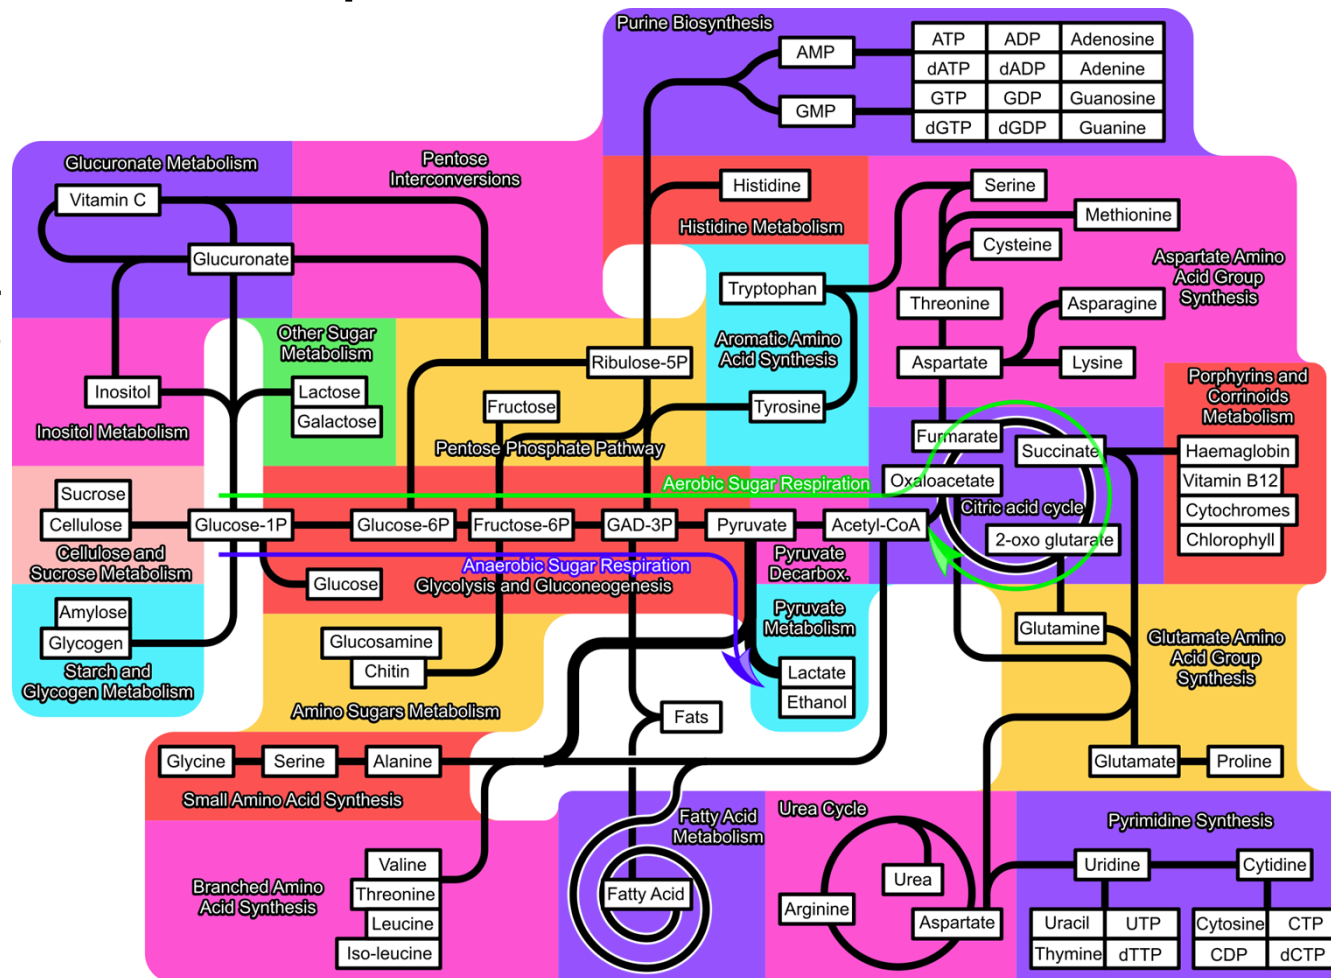 Purine Biosynthesis
AMP
ATP
ADP
Adenosine
dATP
dADP
Adenine
GMP
GTP
GDP
Guanosine
dGTP
dGDP
Guanine
Glucuronate Metabolism
Pentose
Interconversions
Vitamin C
Glucuronate
Histidine
Histidine Metabolism
Serine
Methionine
Cysteine
Aspartate Amino
Acid Group
Synthesis
Tryptophan
Threonine
Asparagine
Other Sugar
Metabolism
Aromatic Amino
Acid Synthesis
Ribulose-5P
Aspartate
Lysine
Inositol
Lactose
Galactose
Inositol Metabolism
Fructose
Pentose Phosphate Pathway
Tyrosine
Porphyrins and
Corrinoids
Metabolism
Furmarate
Succinate
Haemaglobin
Vitamin B12
Cytochromes
Chlorophyll
Oxaloacetate
Citric acid cycle
2-oxo glutarate
Aerobic Sugar Respiration
Sucrose
Cellulose
Glucose-1P
Glucose-6P
Fructose-6P
GAD-3P
Pyruvate
Acetyl-CoA
Cellulose and
Sucrose Metabolism
Anaerobic Sugar Respiration
Glycolysis and Gluconeogenesis
Glucose
Pyruvate
Decarbox.
Amylose
Glycogen
Starch and
Glycogen Metabolism
Glucosamine
Chitin
Amino Sugars Metabolism
Pyruvate
Metabolism
Lactate
Ethanol
Glutamine
Glutamate Amino
Acid Group
Synthesis
Fats
Glycine
Serine
Alanine
Small Amino Acid Synthesis
Glutamate
Proline
Fatty Acid
Metabolism
Urea Cycle
Pyrimidine Synthesis
Valine
Threonine
Leucine
Iso-leucine
Branched Amino
Acid Synthesis
Fatty Acid
Urea
Arginine
Aspartate
Uridine
Cytidine
Uracil
UTP
Thymine
dTTP
Cytosine
CTP
CDP
dCTP